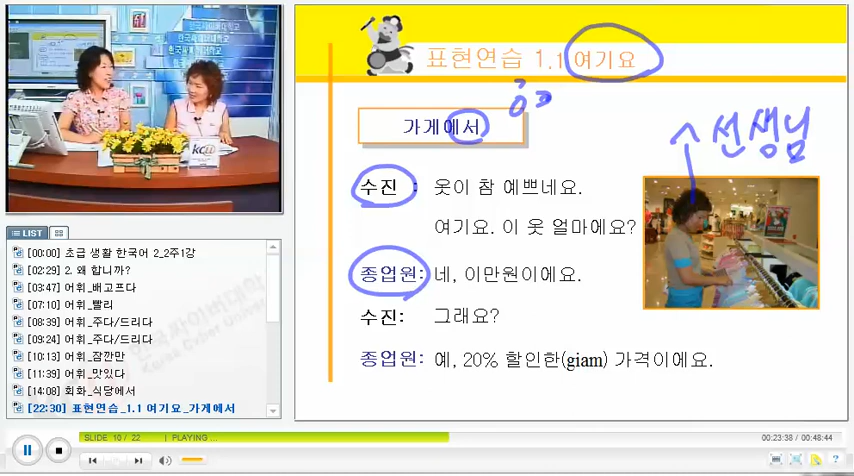 표현연습 1.1 여기요
가게에서
선생님
수진 : 옷이 참 예쁘네요.
여기요. 이 옷 얼마에요?
종업원: 네, 이만원이에요.
수진: 그래요?
종업원: 예, 20% 할인한(giam) 가격이에요.
kcu
LIST
[00:00] 초급 생활 한국어 2_2주1강
[02:29] 2. 왜 합니까?
[03:47] 어휘_배고프다
[07:10] 어휘_빨리
[08:39] 어휘_주다/드리다
[09:24] 어휘_주다/드리다
[10:13] 어휘_잠깐만
[11:39] 어휘_맛있다
[14:08] 회화_식당에서
[22:30] 표현연습_1.1 여기요_가게에서
SLIDE 10 / 22 | PLAYING ...
00:23:38 / 00:48:44